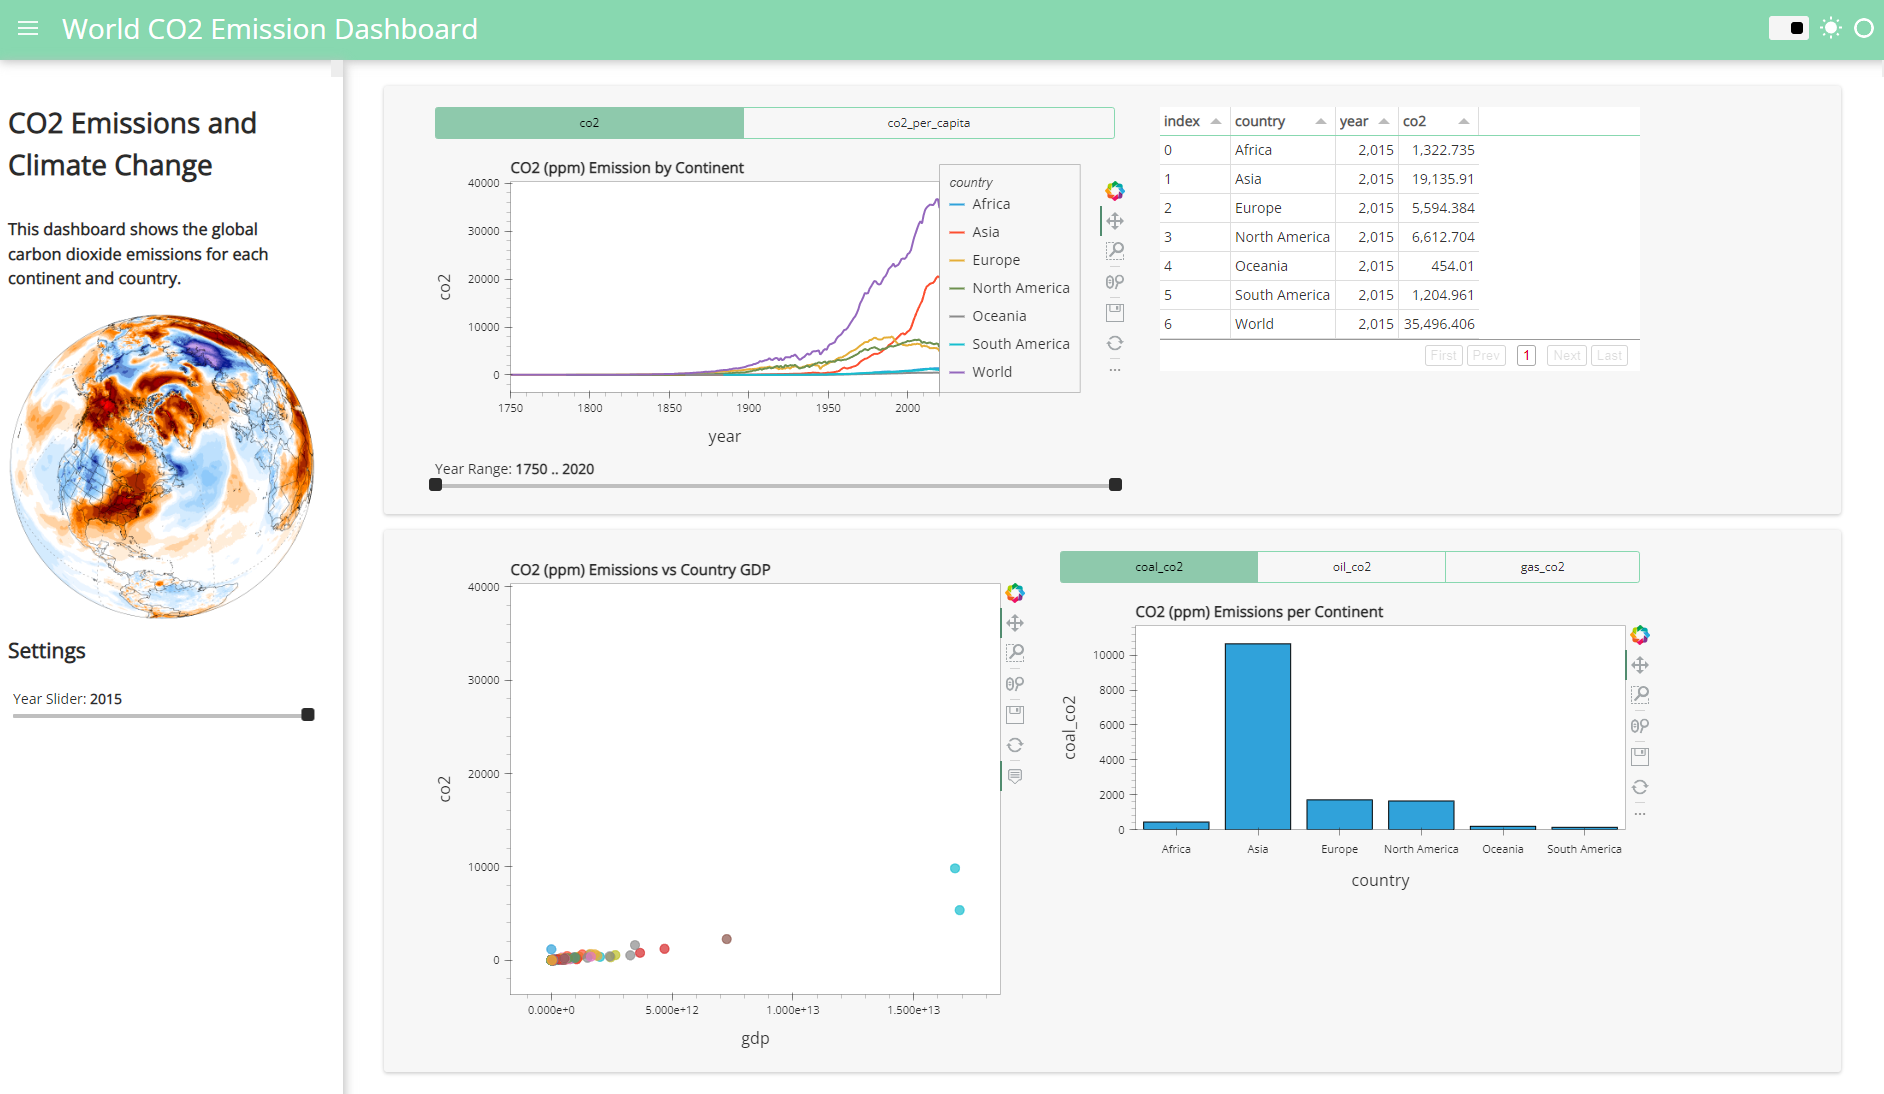 World CO2 Emission Dashboard
CO2 Emissions and
Climate Change
This dashboard shows the global
carbon dioxide emissions for each
continent and country.
Settings
Year Slider: 2015
co2
co2_per_capita
CO2 (ppm) Emission by Continent
co2
40000
30000
20000
10000
0
1750
1800
1850
1900
1950
2000
year
country
Africa
Asia
Europe
North America
Oceania
South America
World
Year Range: 1750 .. 2020
index country year co2
0 Africa 2,015 1,322.735
1 Asia 2,015 19,135.91
2 Europe 2,015 5,594.384
3 North America 2,015 6,612.704
4 Oceania 2,015 454.01
5 South America 2,015 1,204.961
6 World 2,015 35,496.406
First Prev 1 Next Last
CO2 (ppm) Emissions vs Country GDP
co2
40000
30000
20000
10000
0
0.000e+0
5.000e+12
1.000e+13
1.500e+13
gdp
coal_co2
oil_co2
gas_co2
CO2 (ppm) Emissions per Continent
coal_co2
10000
8000
6000
4000
2000
0
Africa
Asia
Europe
North America
Oceania
South America
country